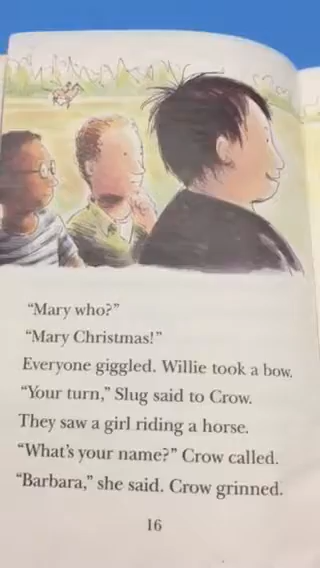 “Mary who?”
“Mary Christmas!”
Everyone giggled. Willie took a bow.
“Your turn,” Slug said to Crow.
They saw a girl riding a horse.
“What’s your name?” Crow called.
“Barbara,” she said. Crow grinned.
16